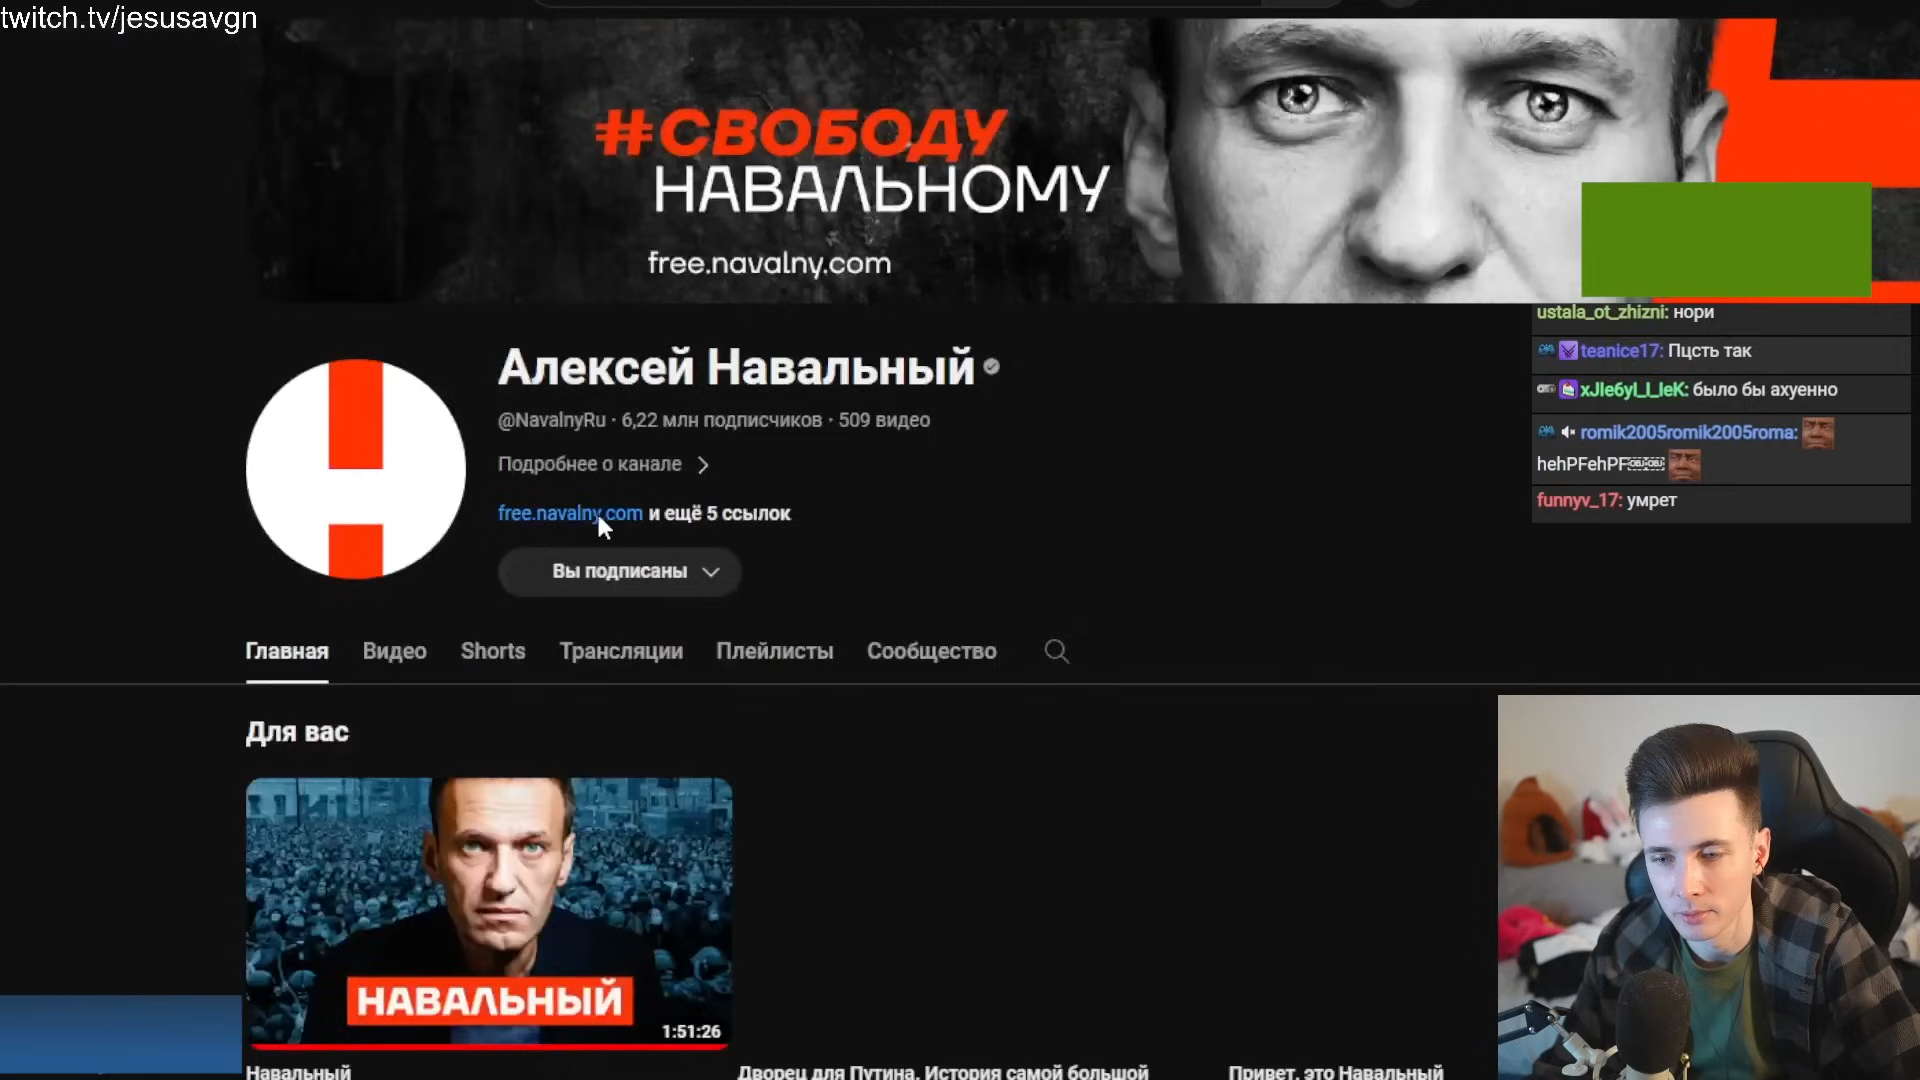 twitch.tv/jesusavgn
#СВОБОДУ
НАВАЛЬНОМУ
free.navalny.com
Алексей Навальный
@NavalnyRu · 6,22 млн подписчиков · 509 видео
Подробнее о канале
free.navalny.com и ещё 5 ссылок
Вы подписаны
ustala_ot_zhizni: нори
teanice17: Пцсть так
xJle6yl_l_leK: было бы ахуенно
romik2005romik2005roma:
hehPFehPF
funnyv_17: умрет
Главная Видео Shorts Трансляции Плейлисты Сообщество
Для вас
НАВАЛЬНЫЙ
1:51:26
Навальный
Дворец для Путина. История самой большой
Привет, это Навальный